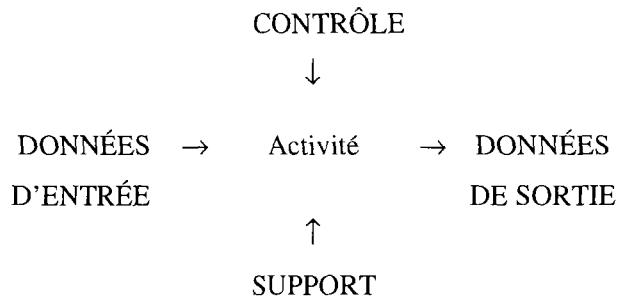 CONTRÔLE
↓
DONNÉES → Activité → DONNÉES
D'ENTRÉE DE SORTIE
↑
SUPPORT